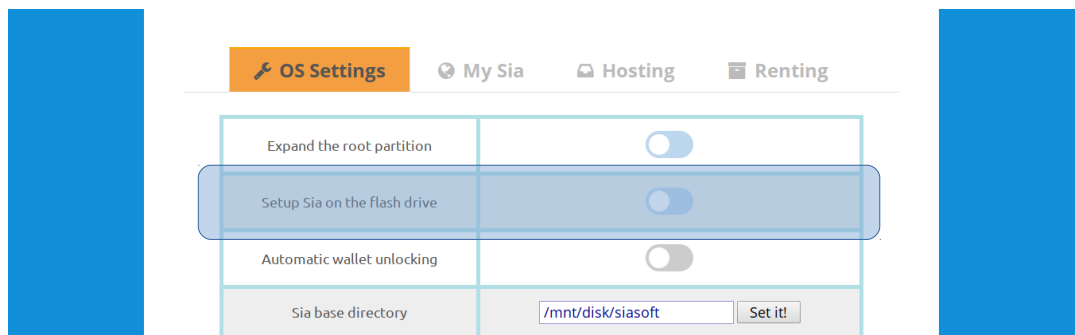 OS Settings My Sia Hosting Renting
Expand the root partition
Setup Sia on the flash drive
Automatic wallet unlocking
Sia base directory /mnt/disk/siasoft Set it!